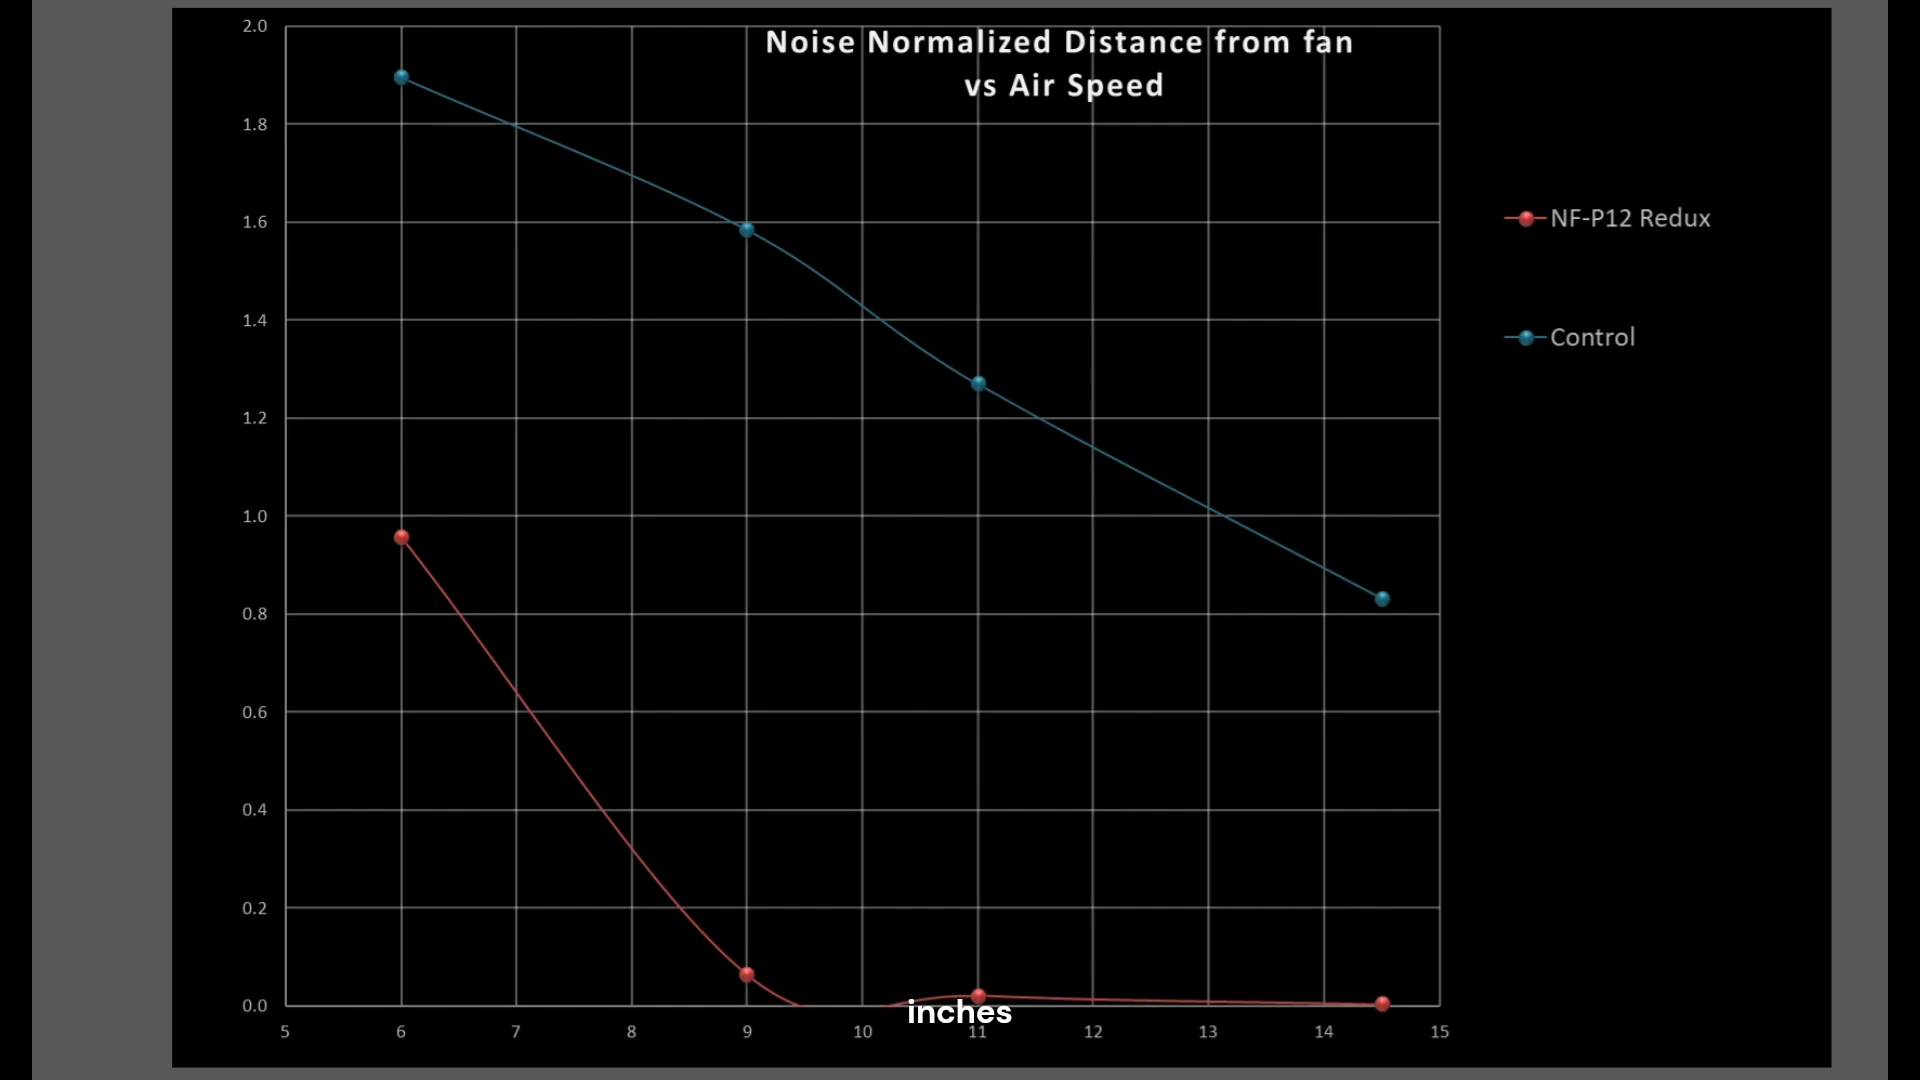 Noise Normalized Distance from fan
vs Air Speed
2.0
1.8
1.6
1.4
1.2
1.0
0.8
0.6
0.4
0.2
0.0
5 6 7 8 9 10 11 12 13 14 15
inches
NF-P12 Redux
Control